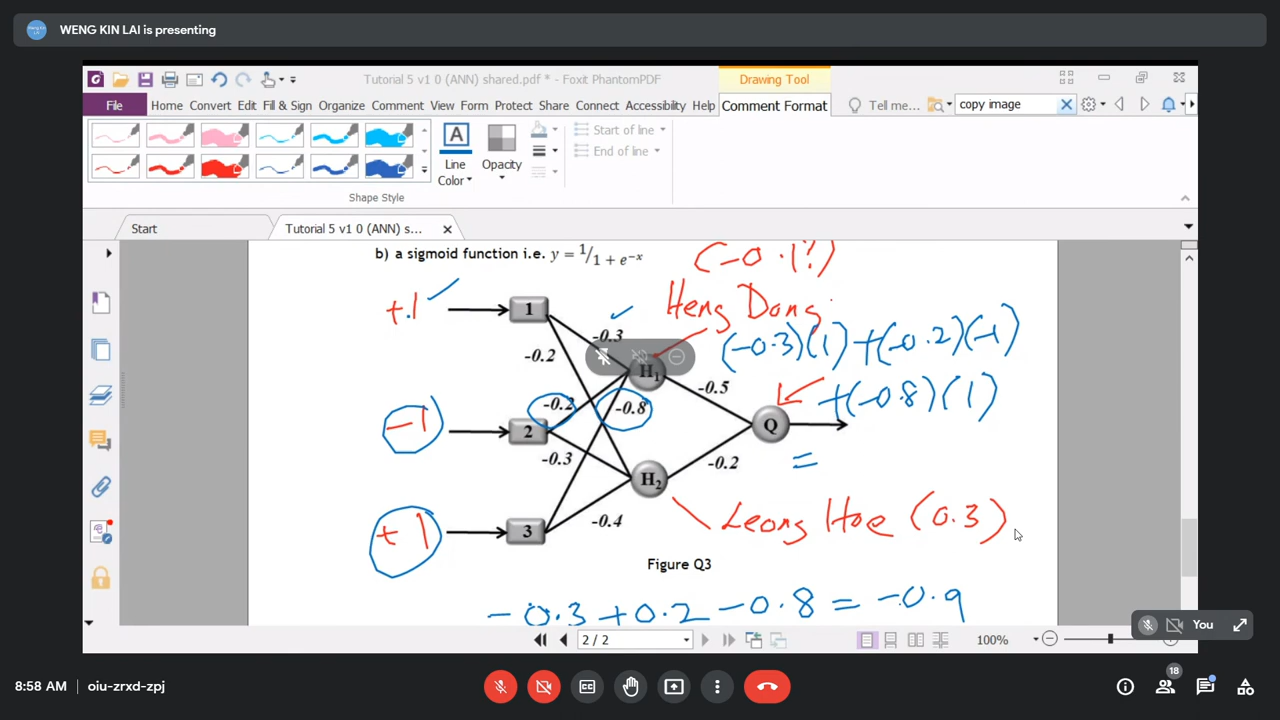 WENG KIN LAI is presenting
Tutorial 5 v1 0 (ANN) shared.pdf * - Foxit PhantomPDF
Drawing Tool
File Home Convert Edit Fill & Sign Organize Comment View Form Protect Share Connect Accessibility Help Comment Format Tell me... copy image
Line Color
Opacity
Start of line
End of line
Shape Style
Start
Tutorial 5 v1 0 (ANN) s...
b) a sigmoid function i.e. y = 1/1 + e^-x
(-0.1?)
+1
1
-0.3
Heng Dong
-0.2
(-0.3)(1)+(-0.2)(-1)
H1
-0.5
+(-0.8)(1)
-1
2
-0.2
-0.8
Q
=
-0.3
-0.2
H2
+1
3
-0.4
Leong Hoe (0.3)
Figure Q3
-0.3+0.2-0.8=-0.9
You
2 / 2
100%
8:58 AM | oiu-zrxd-zpj
18